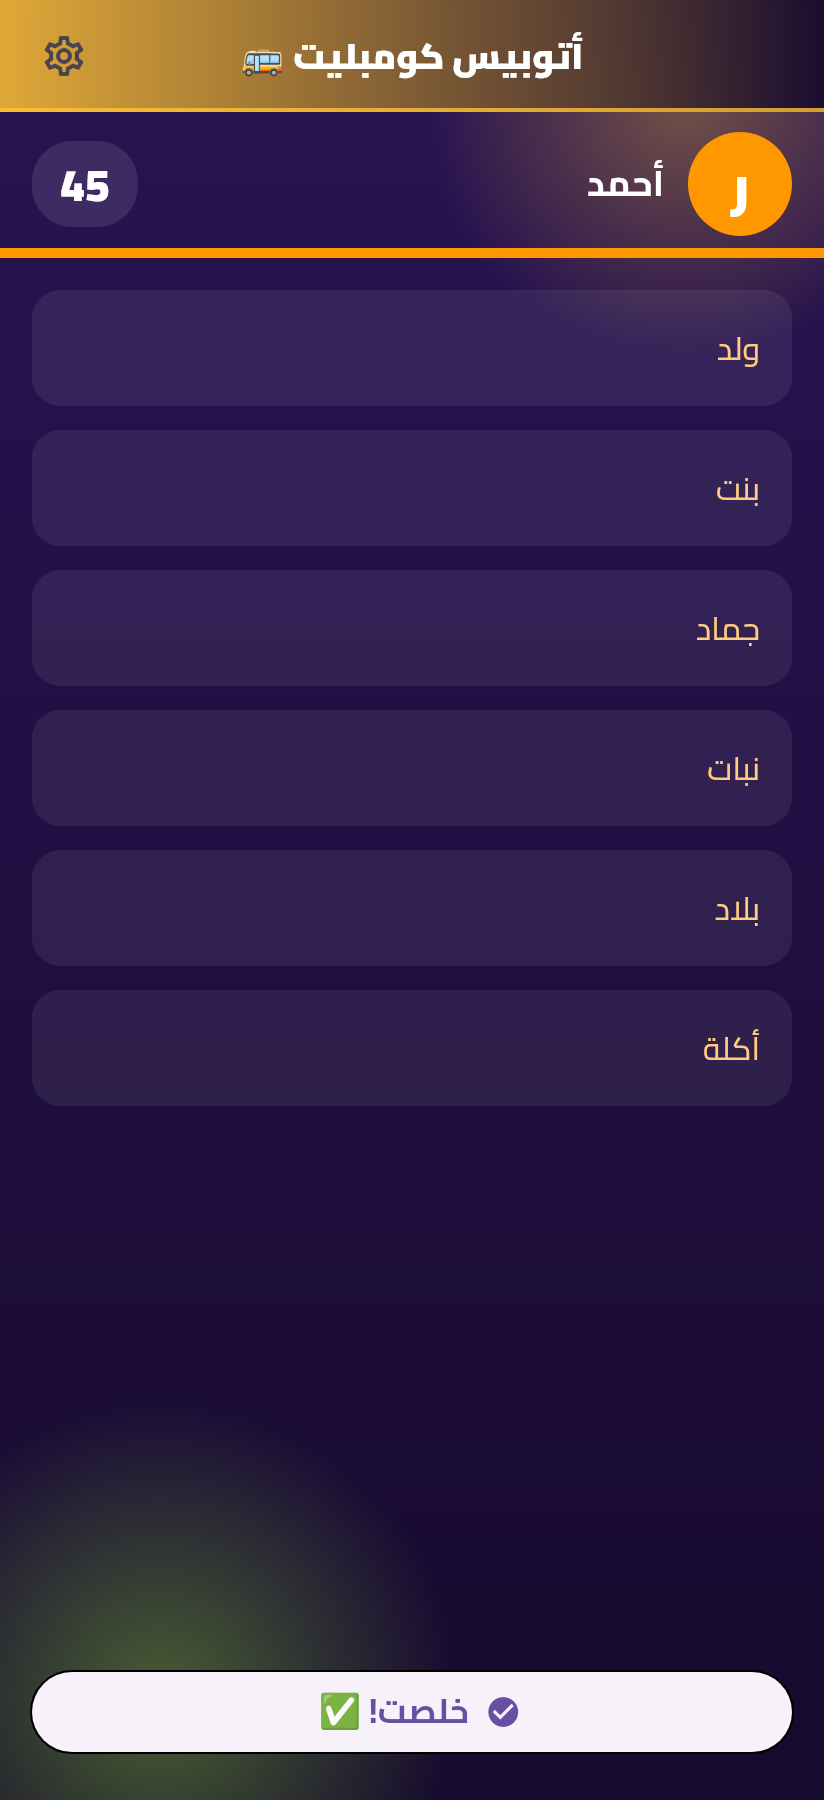 أتوبيس كومبليت 🚌
ر
أحمد
45
ولد
بنت
جماد
نبات
بلاد
أكلة
خلصت! ✅